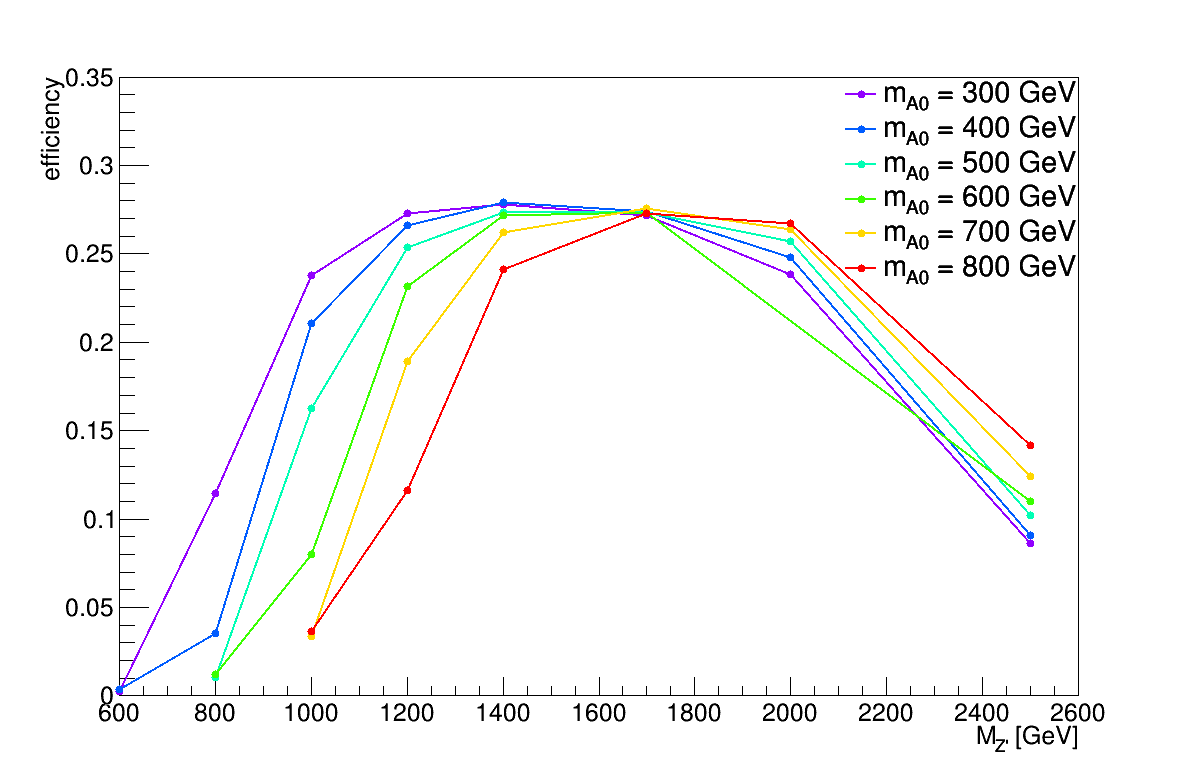 efficiency
0.35
0.3
0.25
0.2
0.15
0.1
0.05
0
m_A0 = 300 GeV
m_A0 = 400 GeV
m_A0 = 500 GeV
m_A0 = 600 GeV
m_A0 = 700 GeV
m_A0 = 800 GeV
600 800 1000 1200 1400 1600 1800 2000 2200 2400 2600
M_Z' [GeV]